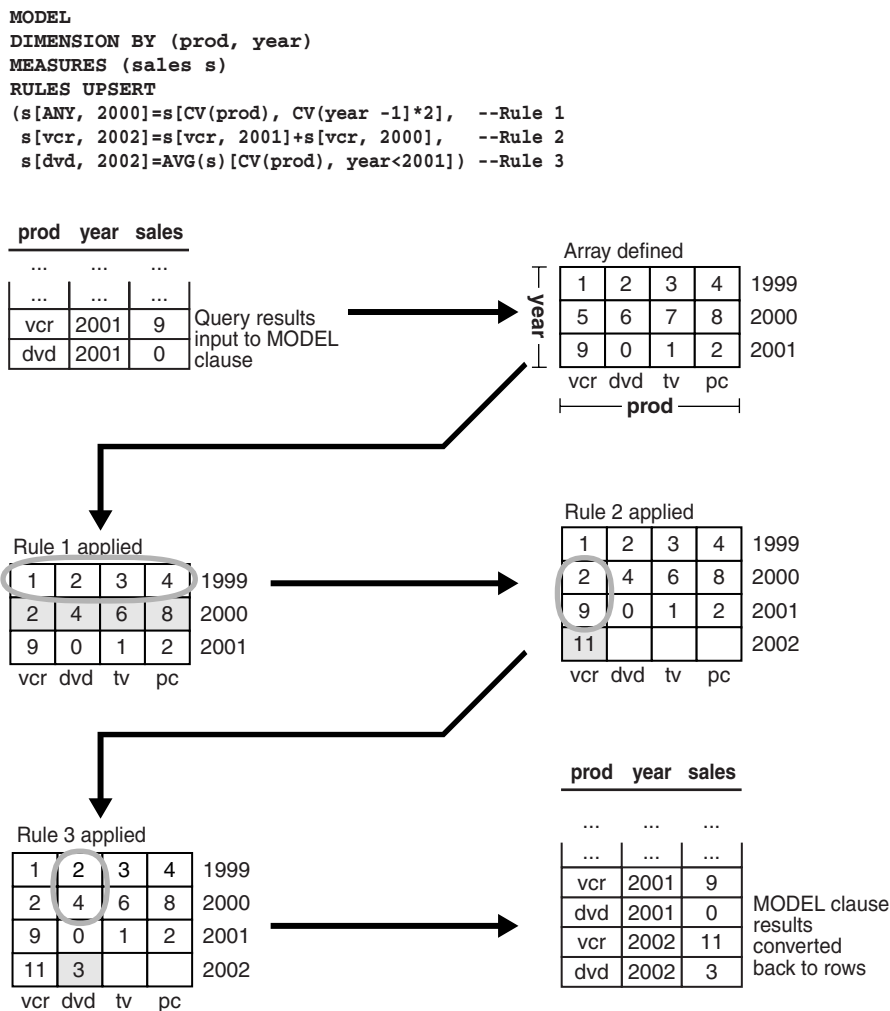 MODEL
DIMENSION BY (prod, year)
MEASURES (sales s)
RULES UPSERT
(s[ANY, 2000]=s[CV(prod), CV(year -1]*2], --Rule 1
s[vcr, 2002]=s[vcr, 2001]+s[vcr, 2000], --Rule 2
s[dvd, 2002]=AVG(s)[CV(prod), year<2001]) --Rule 3
prod year sales
... ... ...
... ... ...
vcr 2001 9
dvd 2001 0
Query results
input to MODEL
clause
Array defined
year
1 2 3 4 1999
5 6 7 8 2000
9 0 1 2 2001
vcr dvd tv pc
prod
Rule 1 applied
1 2 3 4 1999
2 4 6 8 2000
9 0 1 2 2001
vcr dvd tv pc
Rule 2 applied
1 2 3 4 1999
2 4 6 8 2000
9 0 1 2 2001
11 2002
vcr dvd tv pc
Rule 3 applied
1 2 3 4 1999
2 4 6 8 2000
9 0 1 2 2001
11 3 2002
vcr dvd tv pc
prod year sales
... ... ...
... ... ...
vcr 2001 9
dvd 2001 0
vcr 2002 11
dvd 2002 3
MODEL clause
results
converted
back to rows